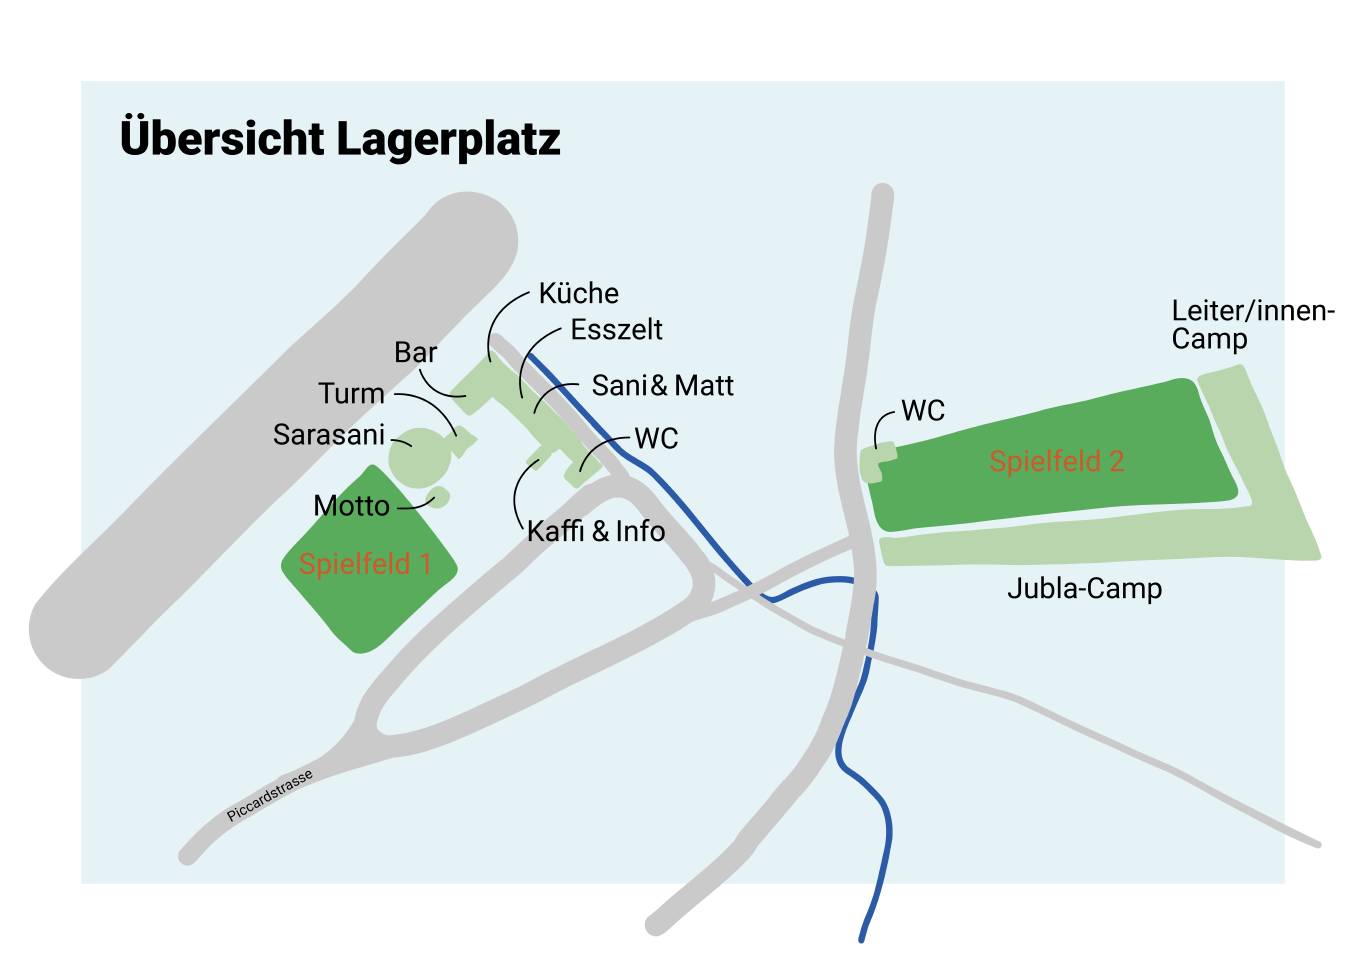 Übersicht Lagerplatz
Küche
Leiter/innen-
Camp
Esszelt
Bar
Sani & Matt
Turm
WC
Sarasani
WC
Spielfeld 2
Motto
Kaffi & Info
Spielfeld 1
Jubla-Camp
Piccardstrasse